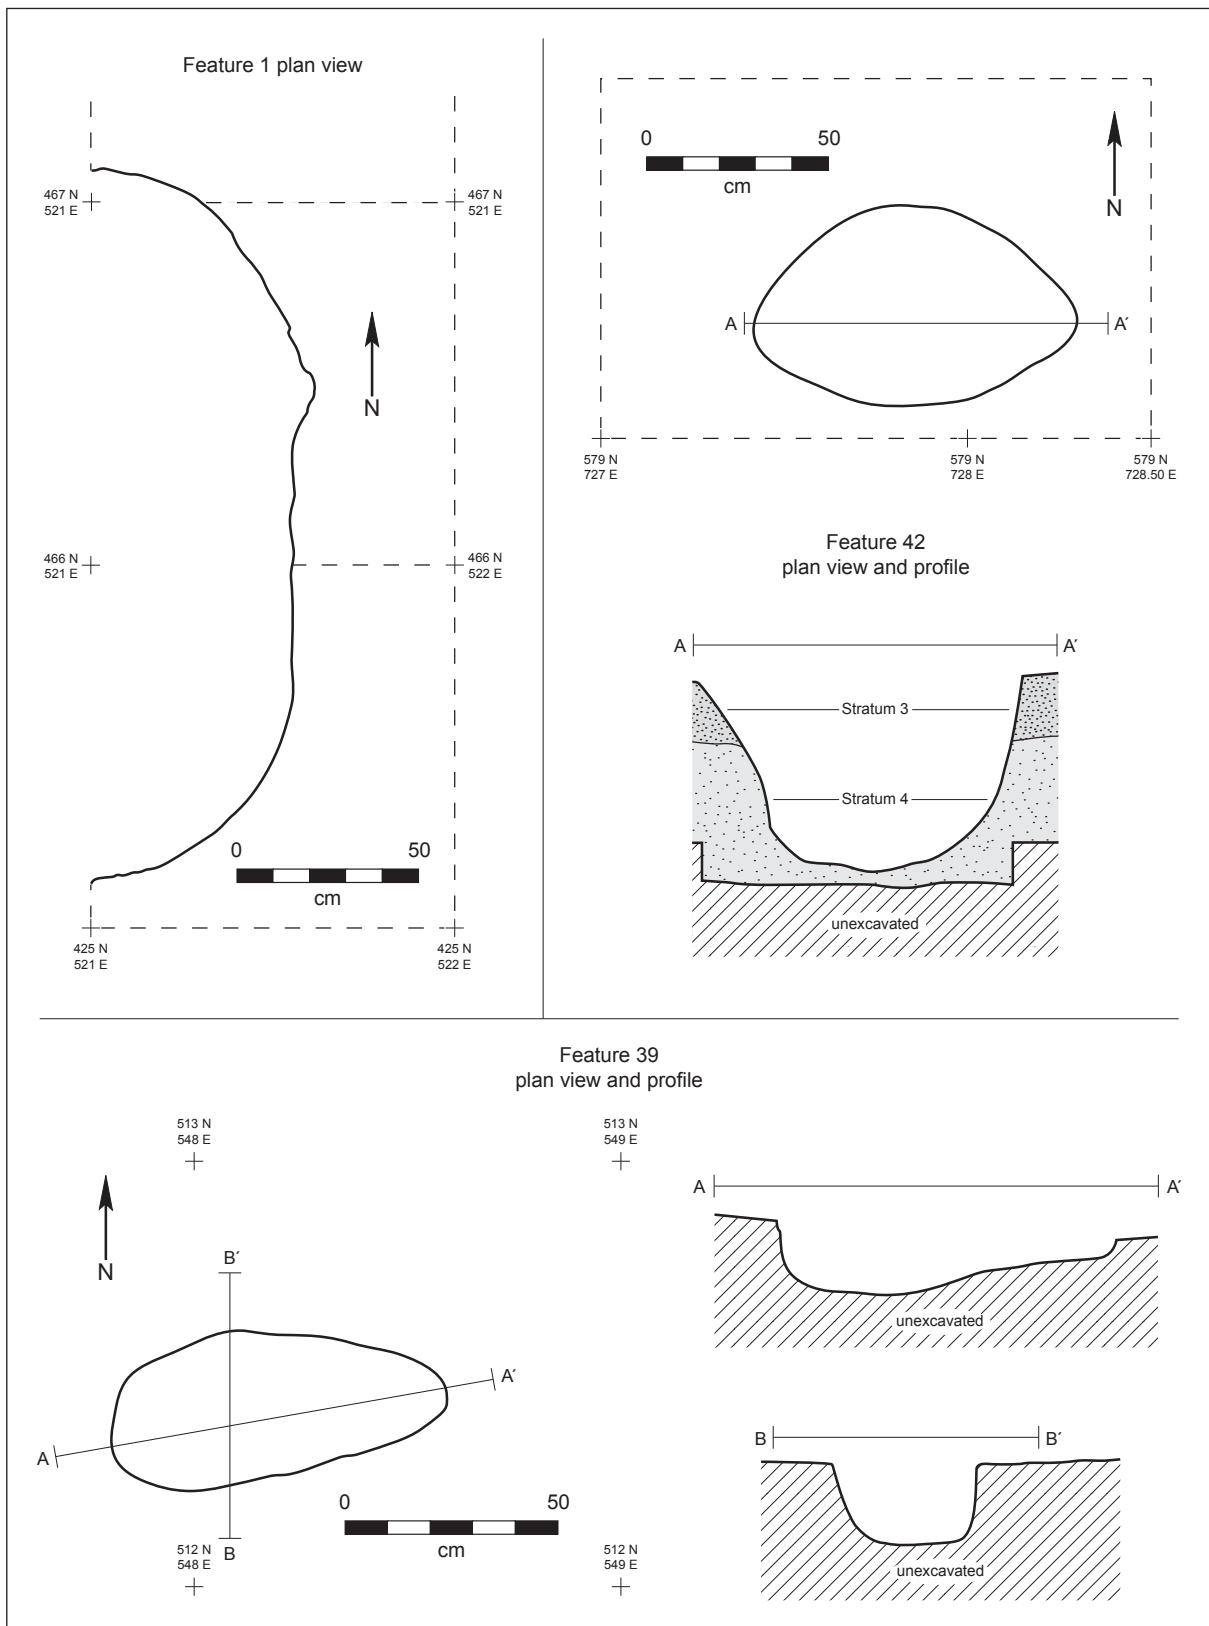 Feature 1 plan view
467 N
521 E
467 N
521 E
N
466 N
521 E
466 N
522 E
0 50
cm
425 N
521 E
425 N
522 E
0 50
cm
N
A A′
579 N
727 E
579 N
728 E
579 N
728.50 E
Feature 42
plan view and profile
A A′
Stratum 3
Stratum 4
unexcavated
Feature 39
plan view and profile
513 N
548 E
513 N
549 E
N
B′
A′
A
B
0 50
cm
512 N
548 E
512 N
549 E
A A′
unexcavated
B B′
unexcavated